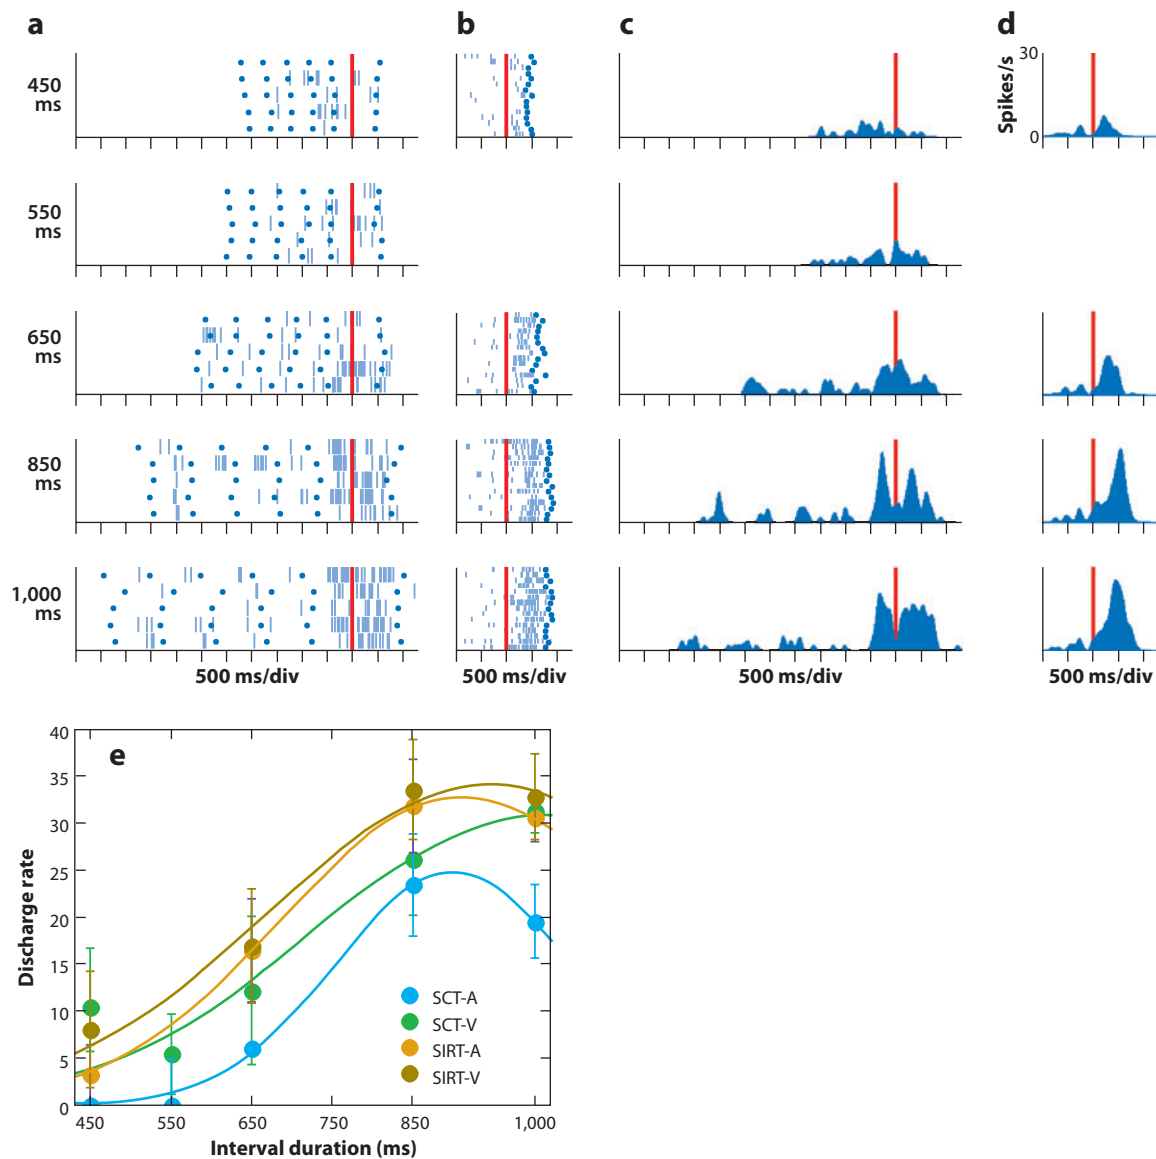 a
b
c
d
450
ms
550
ms
650
ms
850
ms
1,000
ms
30
Spikes/s
0
500 ms/div
500 ms/div
500 ms/div
500 ms/div
e
40
35
30
25
20
15
10
5
0
Discharge rate
SCT-A
SCT-V
SIRT-A
SIRT-V
450 550 650 750 850 1,000
Interval duration (ms)